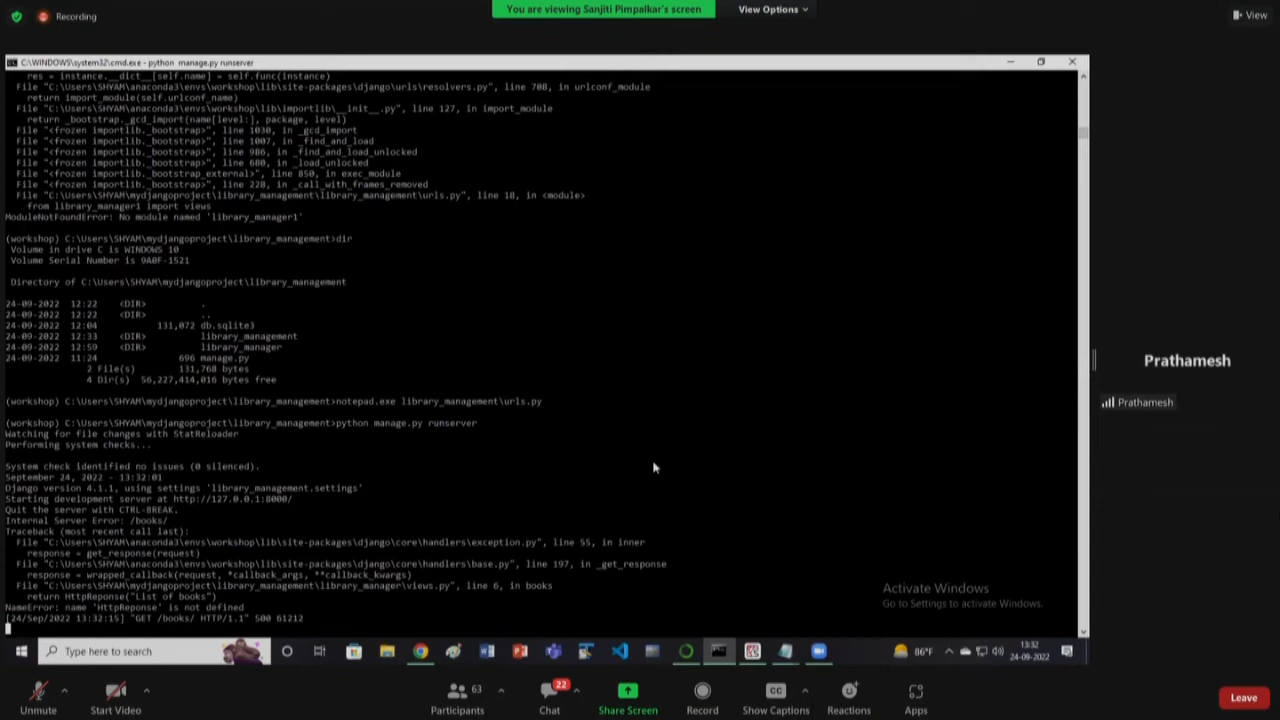 Recording
You are viewing Sanjiti Pimpalkar's screen
View Options
View
C:\WINDOWS\system32\cmd.exe - python  manage.py runserver
res = instance.__dict__[self.name] = self.func(instance)
File "C:\Users\SHYAM\anaconda3\envs\workshop\lib\site-packages\django\urls\resolvers.py", line 708, in urlconf_module
return import_module(self.urlconf_name)
File "C:\Users\SHYAM\anaconda3\envs\workshop\lib\importlib\__init__.py", line 127, in import_module
return _bootstrap._gcd_import(name[level:], package, level)
File "<frozen importlib._bootstrap>", line 1030, in _gcd_import
File "<frozen importlib._bootstrap>", line 1007, in _find_and_load
File "<frozen importlib._bootstrap>", line 986, in _find_and_load_unlocked
File "<frozen importlib._bootstrap>", line 680, in _load_unlocked
File "<frozen importlib._bootstrap_external>", line 850, in exec_module
File "<frozen importlib._bootstrap>", line 228, in _call_with_frames_removed
File "C:\Users\SHYAM\mydjangoproject\library_management\library_management\urls.py", line 18, in <module>
from library_manager1 import views
ModuleNotFoundError: No module named 'library_manager1'
(workshop) C:\Users\SHYAM\mydjangoproject\library_management>dir
Volume in drive C is WINDOWS 10
Volume Serial Number is 9A0F-1521
Directory of C:\Users\SHYAM\mydjangoproject\library_management
24-09-2022  12:22    <DIR>          .
24-09-2022  12:22    <DIR>          ..
24-09-2022  12:04           131,072 db.sqlite3
24-09-2022  12:33    <DIR>          library_management
24-09-2022  12:59    <DIR>          library_manager
24-09-2022  11:24               696 manage.py
2 File(s)        131,768 bytes
4 Dir(s)  56,227,414,016 bytes free
(workshop) C:\Users\SHYAM\mydjangoproject\library_management>notepad.exe library_management\urls.py
(workshop) C:\Users\SHYAM\mydjangoproject\library_management>python manage.py runserver
Watching for file changes with StatReloader
Performing system checks...
System check identified no issues (0 silenced).
September 24, 2022 - 13:32:01
Django version 4.1.1, using settings 'library_management.settings'
Starting development server at http://127.0.0.1:8000/
Quit the server with CTRL-BREAK.
Internal Server Error: /books/
Traceback (most recent call last):
File "C:\Users\SHYAM\anaconda3\envs\workshop\lib\site-packages\django\core\handlers\exception.py", line 55, in inner
response = get_response(request)
File "C:\Users\SHYAM\anaconda3\envs\workshop\lib\site-packages\django\core\handlers\base.py", line 197, in _get_response
response = wrapped_callback(request, *callback_args, **callback_kwargs)
File "C:\Users\SHYAM\mydjangoproject\library_management\library_manager\views.py", line 6, in books
return HttpReponse("List of books")
NameError: name 'HttpReponse' is not defined
[24/Sep/2022 13:32:15] "GET /books/ HTTP/1.1" 500 61212
Prathamesh
Prathamesh
Activate Windows
Go to Settings to activate Windows.
Type here to search
86°F
13:32
24-09-2022
Unmute
Start Video
Participants
63
Chat
22
Share Screen
Record
Show Captions
Reactions
Apps
Leave